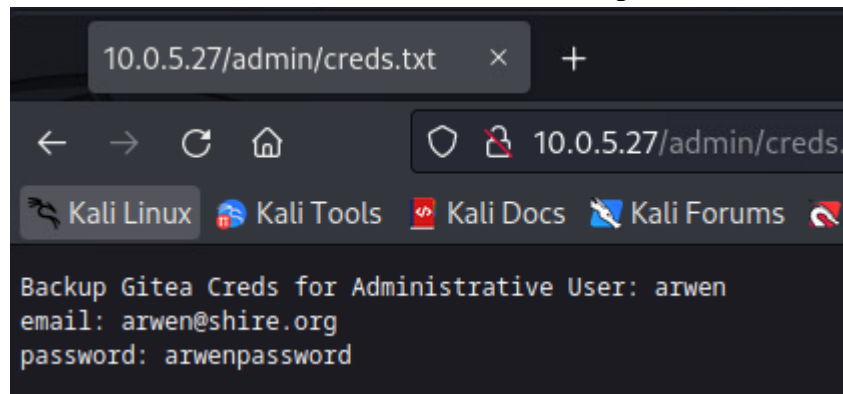 10.0.5.27/admin/creds.txt
10.0.5.27/admin/creds.
Kali Linux Kali Tools Kali Docs Kali Forums
Backup Gitea Creds for Administrative User: arwen
email: arwen@shire.org
password: arwenpassword